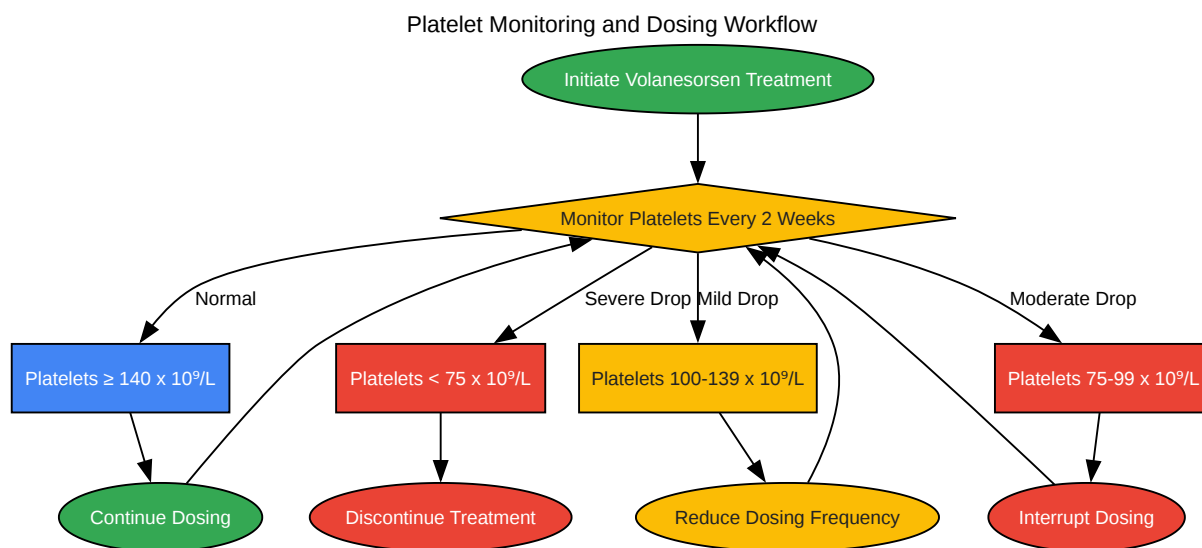 Platelet Monitoring and Dosing Workflow
Initiate Volanesorsen Treatment
Monitor Platelets Every 2 Weeks
Normal
Severe Drop
Mild Drop
Moderate Drop
Platelets ≥ 140 x 10⁹/L
Platelets < 75 x 10⁹/L
Platelets 100-139 x 10⁹/L
Platelets 75-99 x 10⁹/L
Continue Dosing
Discontinue Treatment
Reduce Dosing Frequency
Interrupt Dosing